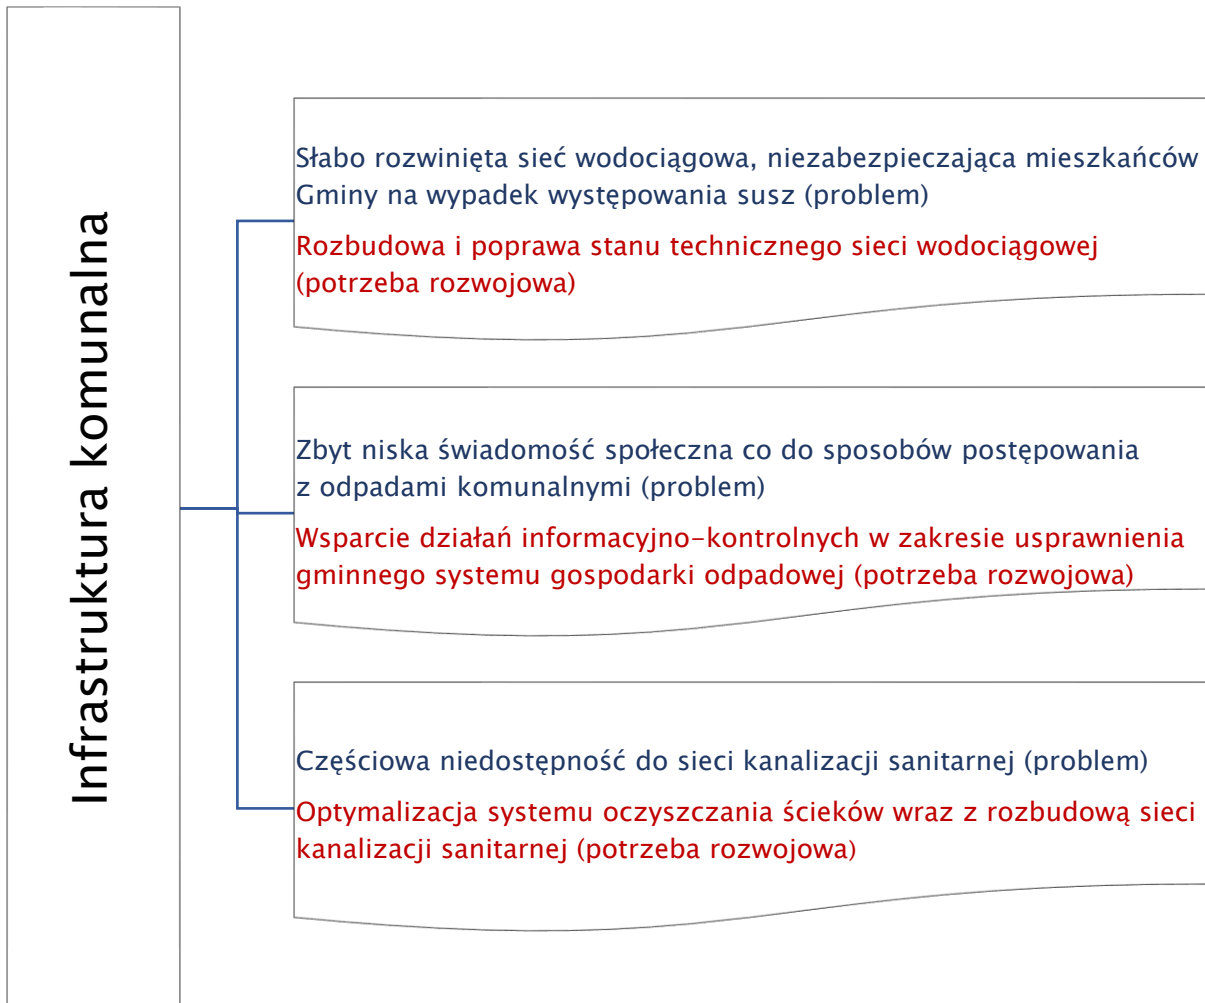 Infrastruktura komunalna
Słabo rozwinięta sieć wodociągowa, niezabezpieczająca mieszkańców
Gminy na wypadek występowania susz (problem)
Rozbudowa i poprawa stanu technicznego sieci wodociągowej
(potrzeba rozwojowa)
Zbyt niska świadomość społeczna co do sposobów postępowania
z odpadami komunalnymi (problem)
Wsparcie działań informacyjno-kontrolnych w zakresie usprawnienia
gminnego systemu gospodarki odpadowej (potrzeba rozwojowa)
Częściowa niedostępność do sieci kanalizacji sanitarnej (problem)
Optymalizacja systemu oczyszczania ścieków wraz z rozbudową sieci
kanalizacji sanitarnej (potrzeba rozwojowa)